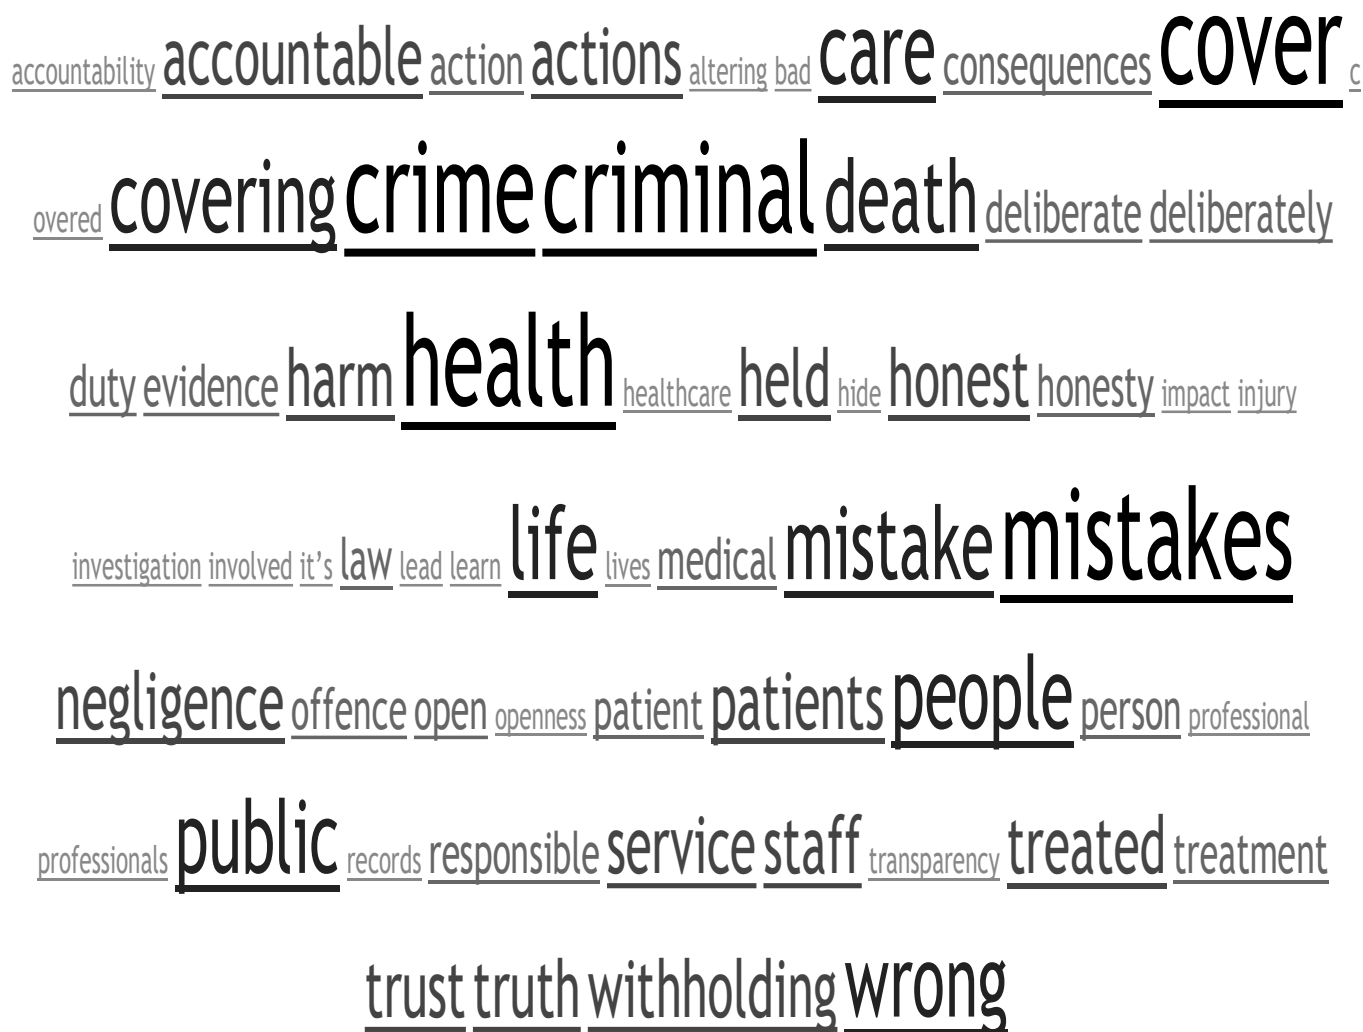 accountability accountable action actions altering bad care consequences cover c
overed covering crime criminal death deliberate deliberately
duty evidence harm health healthcare held hide honest honesty impact injury
investigation involved it's law lead learn life lives medical mistake mistakes
negligence offence open openness patient patients people person professional
professionals public records responsible service staff transparency treated treatment
trust truth withholding wrong